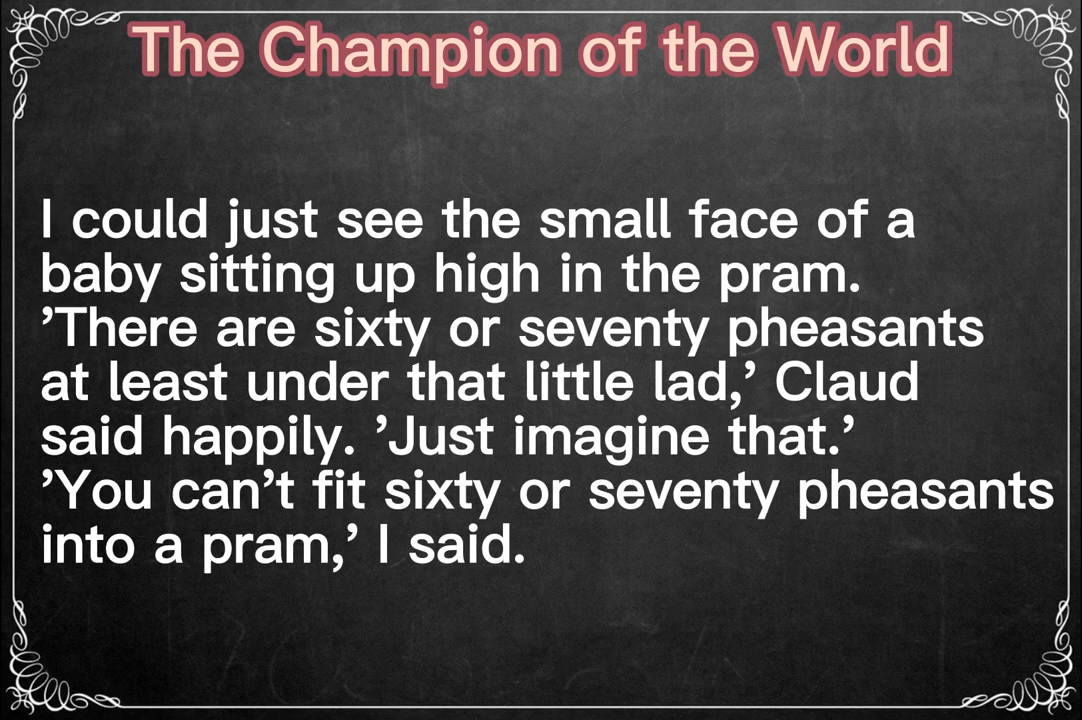 The Champion of the World
I could just see the small face of a
baby sitting up high in the pram.
’There are sixty or seventy pheasants
at least under that little lad,’ Claud
said happily. ’Just imagine that.’
’You can’t fit sixty or seventy pheasants
into a pram,’ I said.